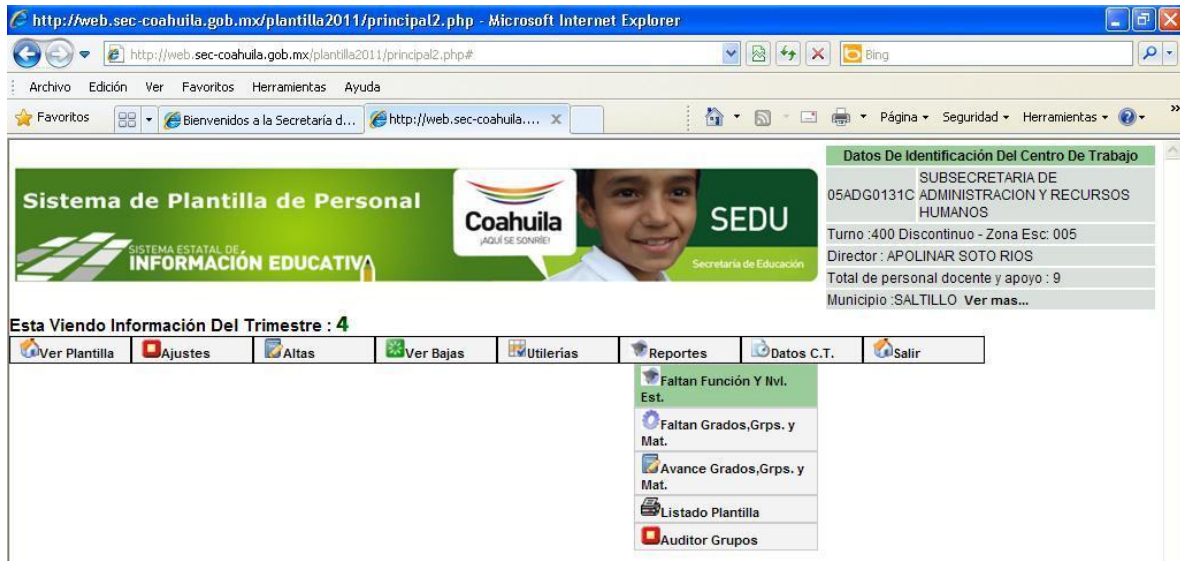 http://web.sec-coahuila.gob.mx/plantilla2011/principal2.php - Microsoft Internet Explorer
http://web.sec-coahuila.gob.mx/plantilla2011/principal2.php#
Bing
Archivo Edición Ver Favoritos Herramientas Ayuda
Favoritos
Bienvenidos a la Secretaría d...
http://web.sec-coahuila....
Página
Seguridad
Herramientas
Sistema de Plantilla de Personal
SISTEMA ESTATAL DE
INFORMACIÓN EDUCATIVA
Coahuila
¡AQUÍ SE SONRÍE!
SEDU
Secretaría de Educación
Datos De Identificación Del Centro De Trabajo
05ADG0131C
SUBSECRETARIA DE
ADMINISTRACION Y RECURSOS
HUMANOS
Turno :400 Discontinuo - Zona Esc: 005
Director : APOLINAR SOTO RIOS
Total de personal docente y apoyo : 9
Municipio :SALTILLO Ver mas...
Esta Viendo Información Del Trimestre : 4
Ver Plantilla Ajustes Altas Ver Bajas Utilerías Reportes Datos C.T. Salir
Faltan Función Y Nvl.
Est.
Faltan Grados,Grps. y
Mat.
Avance Grados,Grps. y
Mat.
Listado Plantilla
Auditor Grupos